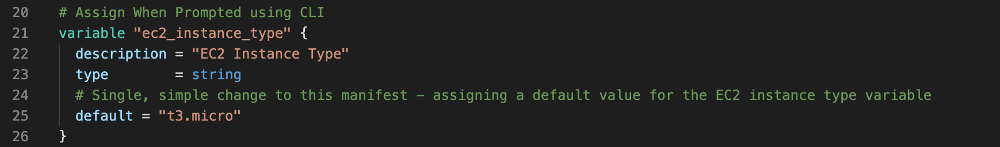 20 # Assign When Prompted using CLI
21 variable "ec2_instance_type" {
22 description = "EC2 Instance Type"
23 type        = string
24 # Single, simple change to this manifest – assigning a default value for the EC2 instance type variable
25 default = "t3.micro"
26 }